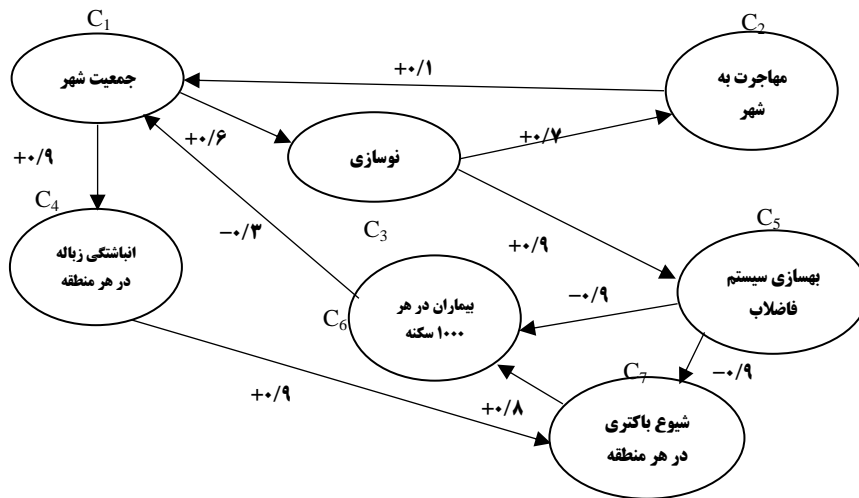 C₁
جمعیت شهر
C₂
مهاجرت به
شهر
+۰/۱
+۰/۶
نوسازی
+۰/۷
+۰/۹
C₄
انباشتگی زباله
در هر منطقه
−۰/۳
C₃
+۰/۹
C₅
بهسازی سیستم
فاضلاب
C₆
بیماران در هر
۱۰۰۰ سکنه
−۰/۹
−۰/۹
+۰/۹
+۰/۸
C₇
شیوع باکتری
در هر منطقه